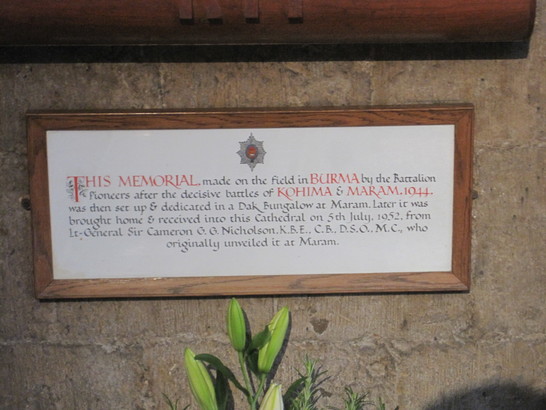 THIS MEMORIAL, made on the field in BURMA by the Battalion
Pioneers after the decisive battles of KOHIMA & MARAM, 1944,
was then set up & dedicated in a Dak Bungalow at Maram. Later it was
brought home & received into this Cathedral on 5th July, 1952, from
Lt-General Sir Cameron G. G. Nicholson, K.B.E., C.B., D.S.O., M.C., who
originally unveiled it at Maram.